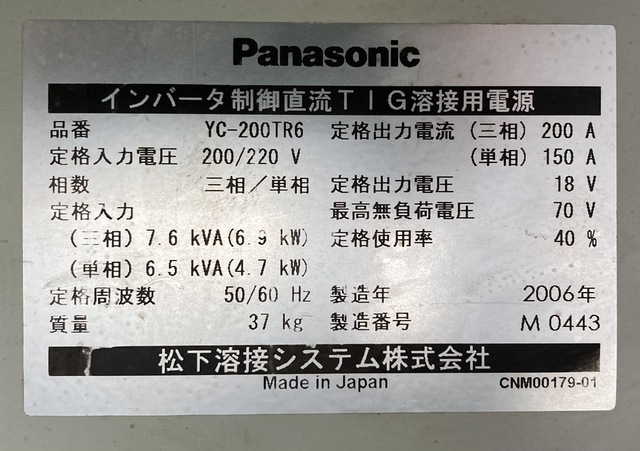 Panasonic
インバータ制御直流TIG溶接用電源
品番 YC-200TR6 定格出力電流 (三相) 200 A
定格入力電圧 200/220 V (単相) 150 A
相数 三相/単相 定格出力電圧 18 V
定格入力 最高無負荷電圧 70 V
(三相) 7.6 kVA(6.9 kW) 定格使用率 40 %
(単相) 6.5 kVA(4.7 kW)
定格周波数 50/60 Hz 製造年 2006年
質量 37 kg 製造番号 M 0443
松下溶接システム株式会社
Made in Japan CNM00179-01